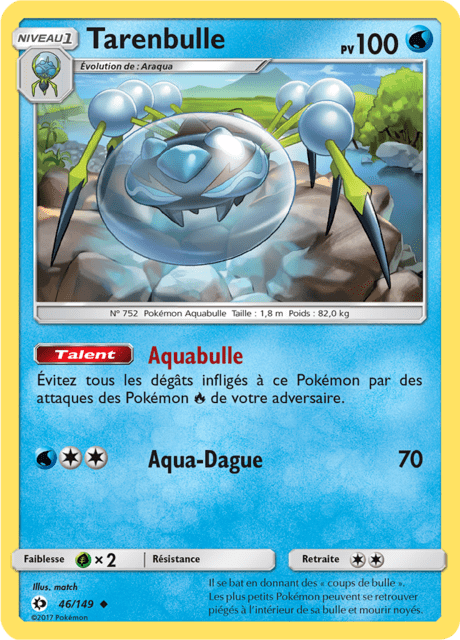 NIVEAU 1
Tarenbulle
PV 100
Évolution de : Araqua
N° 752 Pokémon Aquabulle Taille : 1,8 m Poids : 82,0 kg
Talent Aquabulle
Évitez tous les dégâts infligés à ce Pokémon par des
attaques des Pokémon de votre adversaire.
Aqua-Dague 70
Faiblesse × 2 Résistance Retraite
Illus. match
46/149
©2017 Pokémon
Il se bat en donnant des « coups de bulle ».
Les plus petits Pokémon peuvent se retrouver
piégés à l'intérieur de sa bulle et mourir noyés.